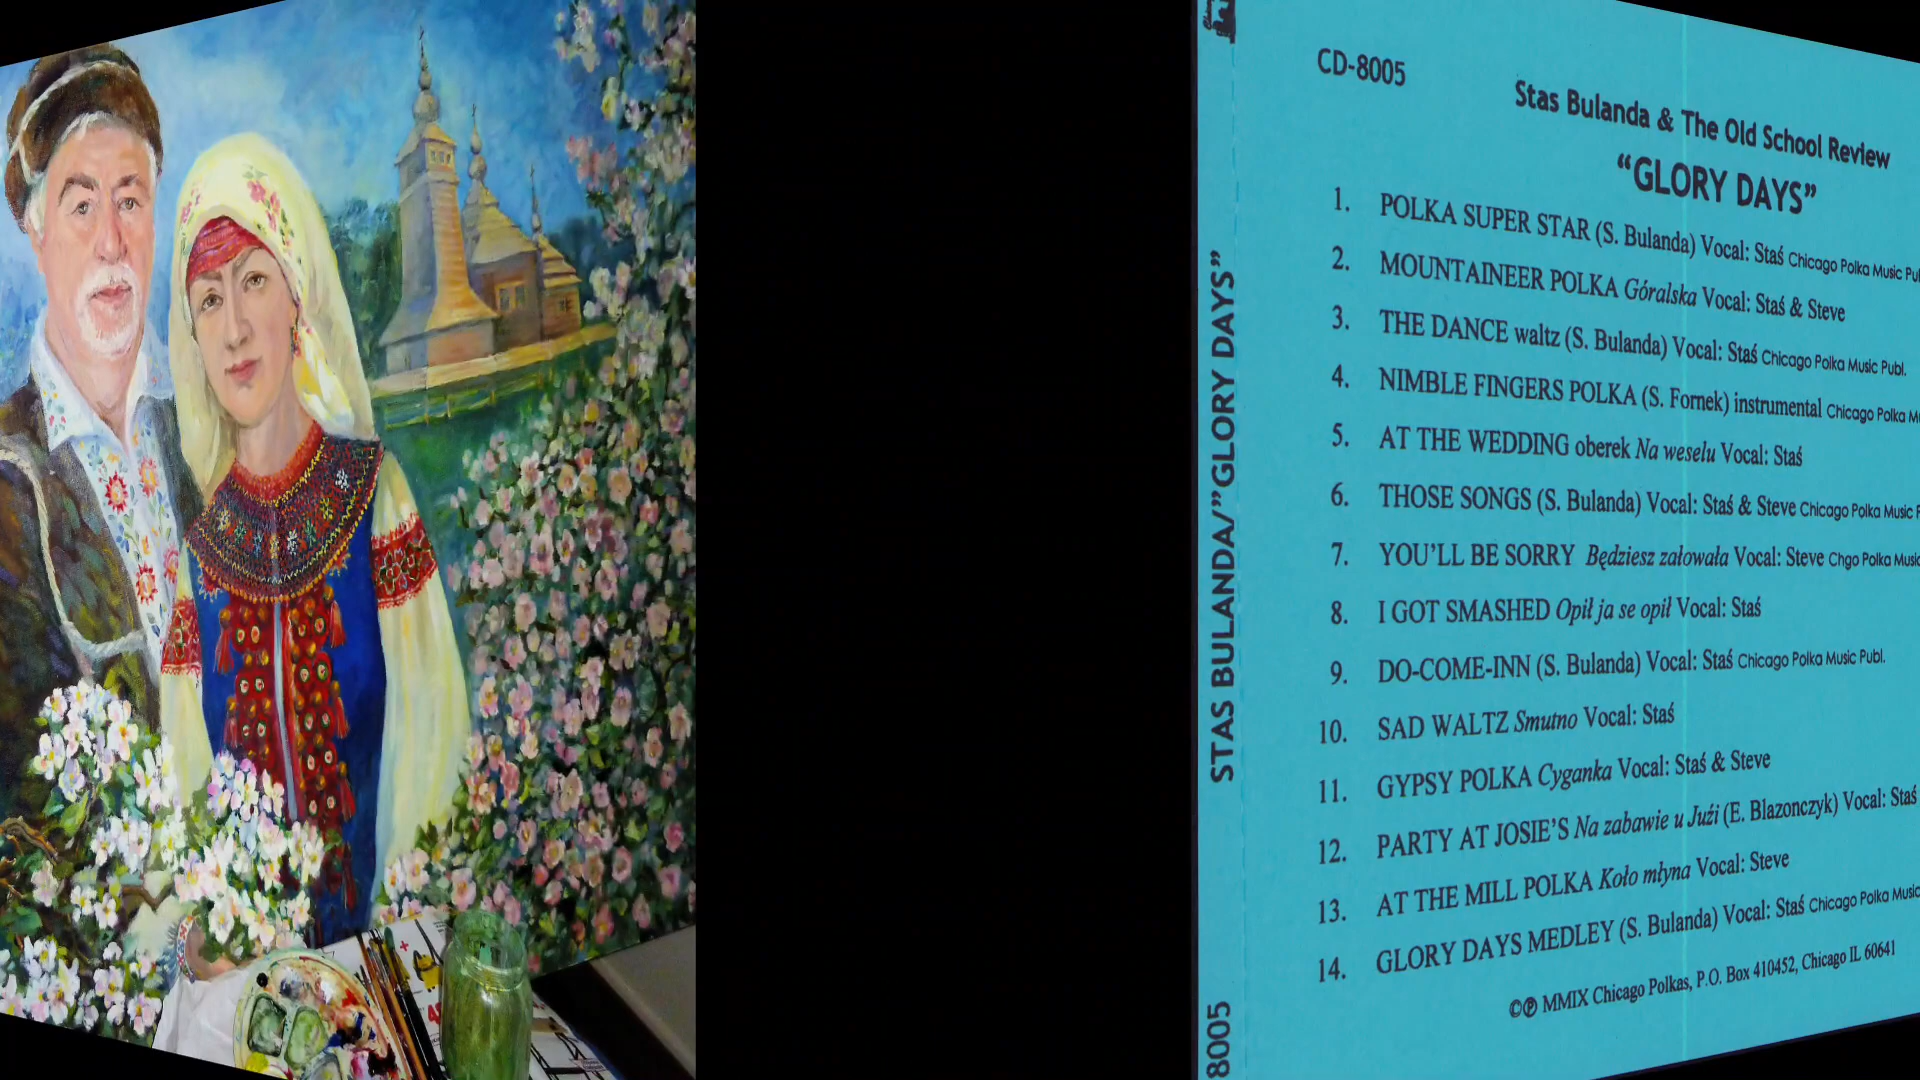 CD-8005
Stas Bulanda & The Old School Review
“GLORY DAYS”
1. POLKA SUPER STAR (S. Bulanda) Vocal: Staś Chicago Polka Music
2. MOUNTAINEER POLKA Góralska Vocal: Staś & Steve
3. THE DANCE waltz (S. Bulanda) Vocal: Staś Chicago Polka Music Publ.
4. NIMBLE FINGERS POLKA (S. Fornek) instrumental Chicago Polka
5. AT THE WEDDING oberek Na weselu Vocal: Staś
6. THOSE SONGS (S. Bulanda) Vocal: Staś & Steve Chicago Polka Music
7. YOU’LL BE SORRY Będziesz załowała Vocal: Steve Chgo Polka Music
8. I GOT SMASHED Opił ja se opił Vocal: Staś
9. DO-COME-INN (S. Bulanda) Vocal: Staś Chicago Polka Music Publ.
10. SAD WALTZ Smutno Vocal: Staś
11. GYPSY POLKA Cyganka Vocal: Staś & Steve
12. PARTY AT JOSIE’S Na zabawie u Juźi (E. Blazonczyk) Vocal: Staś
13. AT THE MILL POLKA Koło młyna Vocal: Steve
14. GLORY DAYS MEDLEY (S. Bulanda) Vocal: Staś Chicago Polka Music
©℗ MMIX Chicago Polkas, P.O. Box 410452, Chicago IL 60641
STAS BULANDA/”GLORY DAYS”
8005